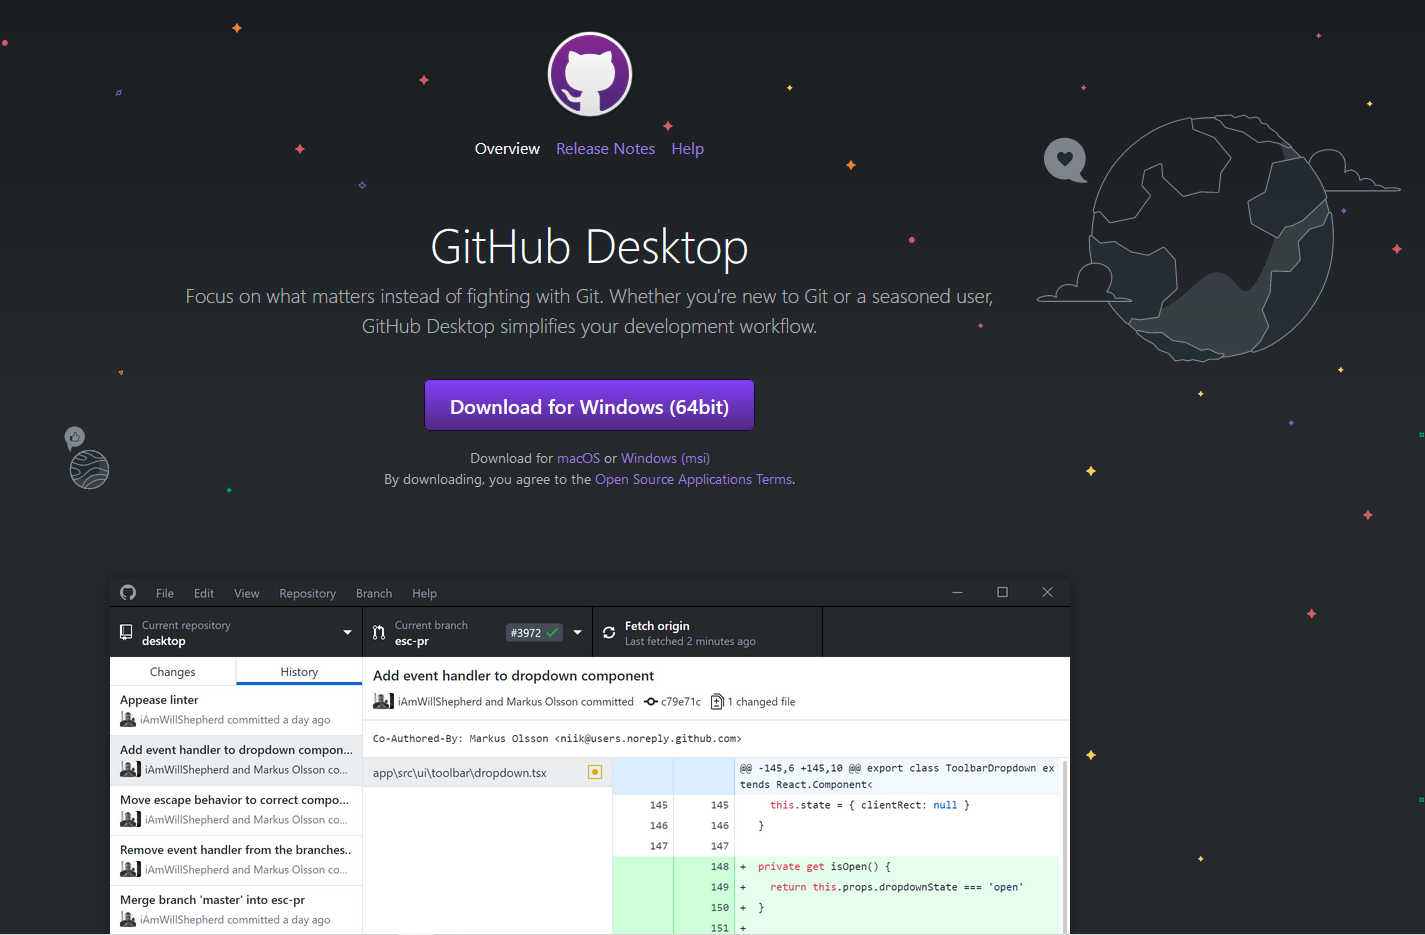 Overview Release Notes Help
GitHub Desktop
Focus on what matters instead of fighting with Git. Whether you're new to Git or a seasoned user,
GitHub Desktop simplifies your development workflow.
Download for Windows (64bit)
Download for macOS or Windows (msi)
By downloading, you agree to the Open Source Applications Terms.
File Edit View Repository Branch Help
Current repository
desktop
Current branch
esc-pr
#3972
Fetch origin
Last fetched 2 minutes ago
Changes History
Appease linter
iAmWillShepherd committed a day ago
Add event handler to dropdown compon...
iAmWillShepherd and Markus Olsson co...
Move escape behavior to correct compo...
iAmWillShepherd and Markus Olsson co...
Remove event handler from the branches..
iAmWillShepherd and Markus Olsson co...
Merge branch 'master' into esc-pr
iAmWillShepherd committed a day ago
Add event handler to dropdown component
iAmWillShepherd and Markus Olsson committed c79e71c 1 changed file
Co-Authored-By: Markus Olsson <niik@users.noreply.github.com>
app\src\ui\toolbar\dropdown.tsx
@@ -145,6 +145,10 @@ export class ToolbarDropdown ex
tends React.Component<
145 145 this.state = { clientRect: null }
146 146 }
147 147
148 + private get isOpen() {
149 + return this.props.dropdownState === 'open'
150 + }
151 +